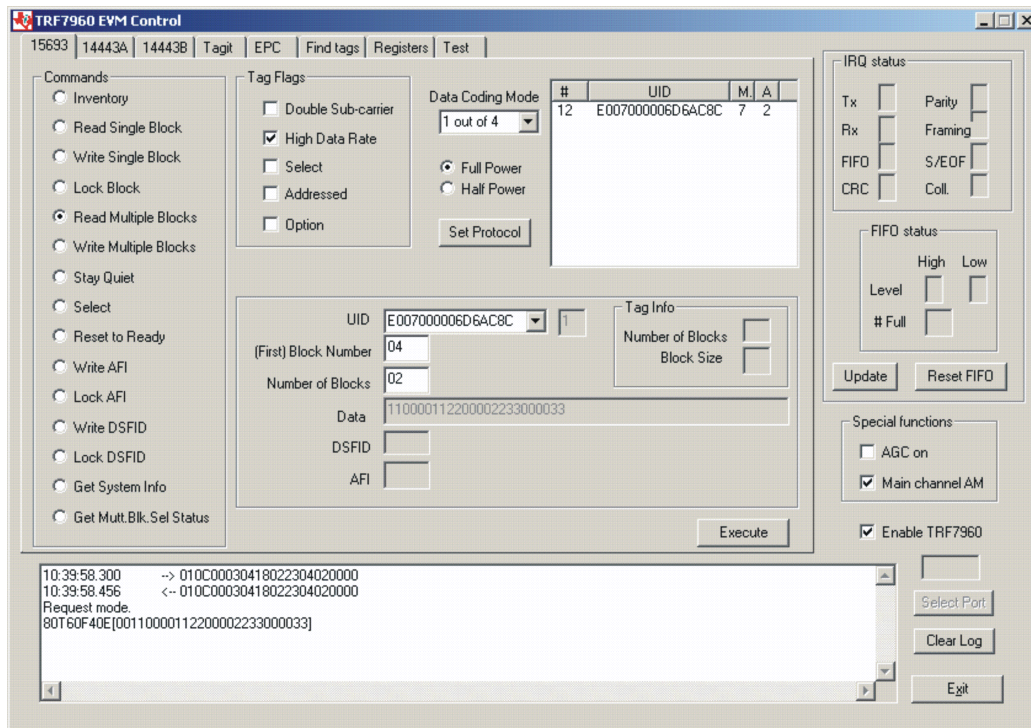 TRF7960 EVM Control
15693 14443A 14443B Tagit EPC Find tags Registers Test
Commands
Inventory
Read Single Block
Write Single Block
Lock Block
Read Multiple Blocks
Write Multiple Blocks
Stay Quiet
Select
Reset to Ready
Write AFI
Lock AFI
Write DSFID
Lock DSFID
Get System Info
Get Mutt.Blk.Sel Status
Tag Flags
Double Sub-carrier
High Data Rate
Select
Addressed
Option
Data Coding Mode
1 out of 4
Full Power
Half Power
Set Protocol
# UID M. A
12 E007000006D6AC8C 7 2
UID E007000006D6AC8C 1
(First) Block Number 04
Number of Blocks 02
Data 110000112200002233000033
DSFID
AFI
Tag Info
Number of Blocks
Block Size
Execute
IRQ status
Tx Parity
Rx Framing
FIFO S/EOF
CRC Coll.
FIFO status
High Low
Level
# Full
Update Reset FIFO
Special functions
AGC on
Main channel AM
Enable TRF7960
Select Port
Clear Log
Exit
10:39:58.300 --> 010C00030418022304020000
10:39:58.456 <-- 010C00030418022304020000
Request mode.
80T60F40E[00110000112200002233000033]